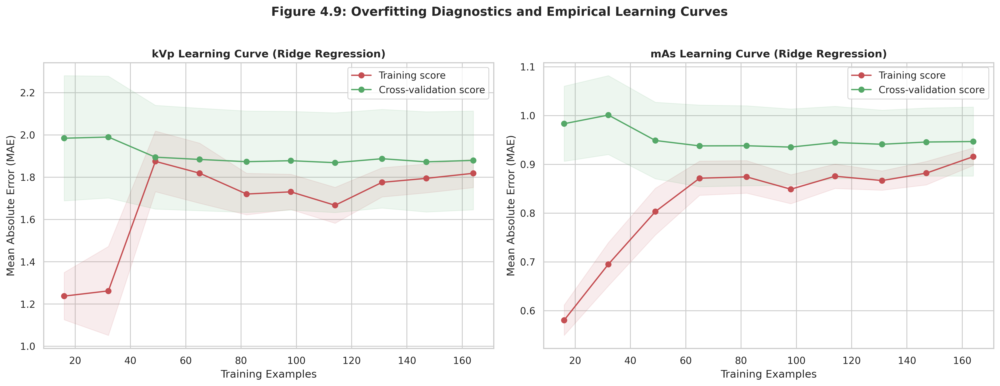 Figure 4.9: Overfitting Diagnostics and Empirical Learning Curves
kVp Learning Curve (Ridge Regression)
Training score
Cross-validation score
Mean Absolute Error (MAE)
2.2
2.0
1.8
1.6
1.4
1.2
1.0
20 40 60 80 100 120 140 160
Training Examples
mAs Learning Curve (Ridge Regression)
Training score
Cross-validation score
Mean Absolute Error (MAE)
1.1
1.0
0.9
0.8
0.7
0.6
20 40 60 80 100 120 140 160
Training Examples